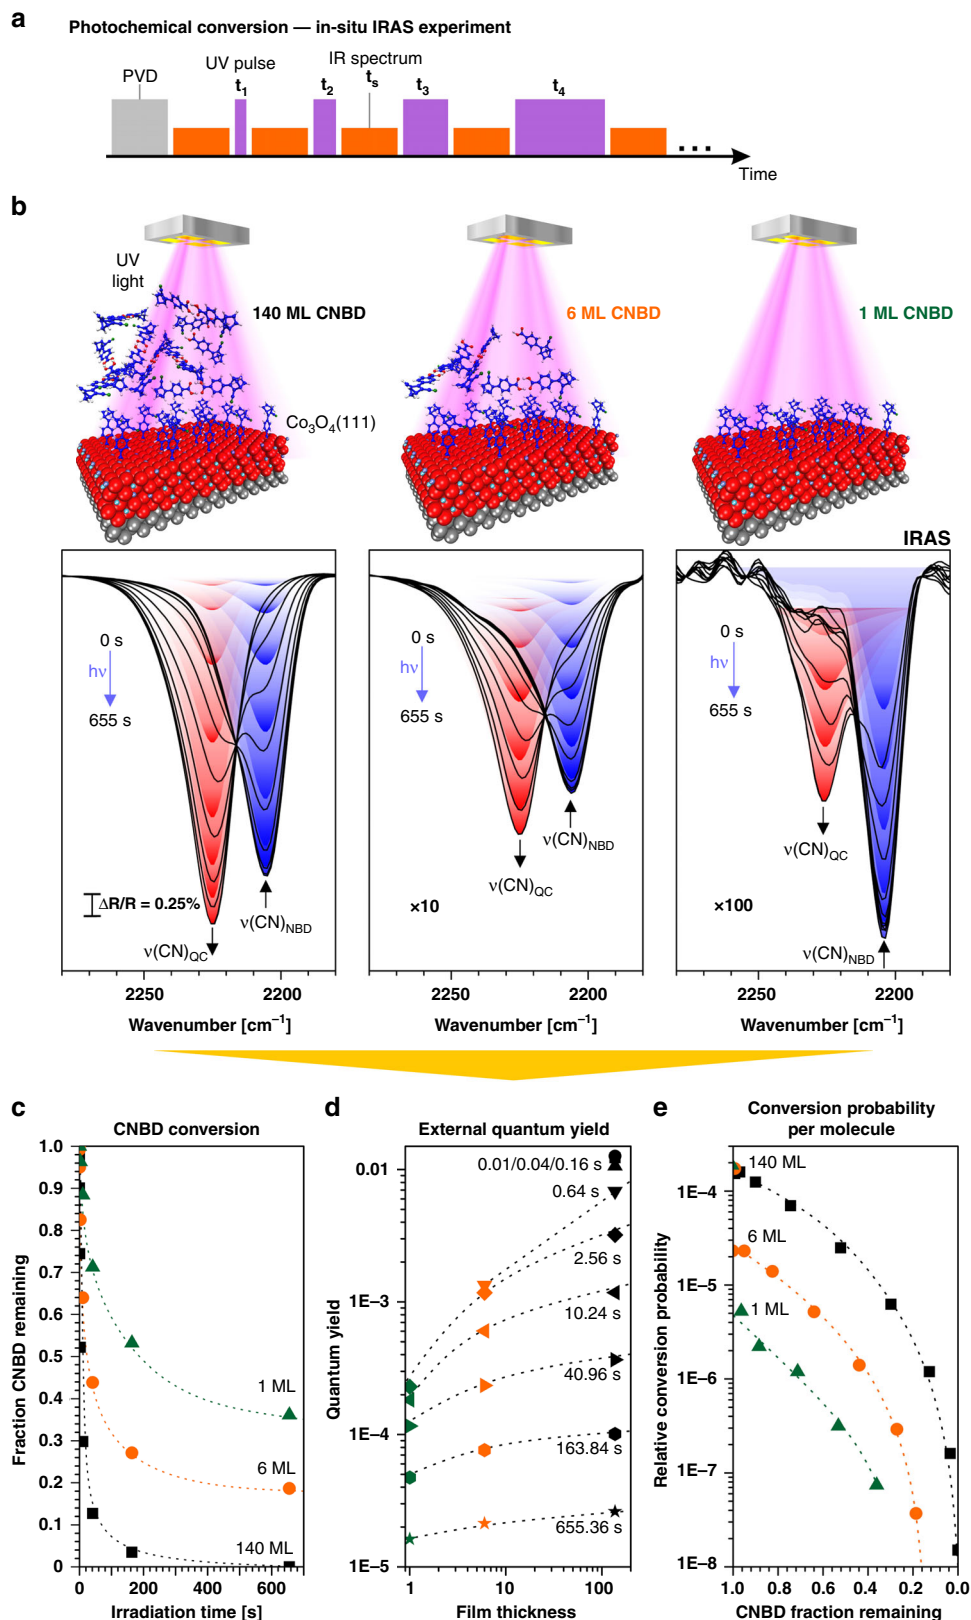 a
Photochemical conversion — in-situ IRAS experiment
PVD
UV pulse
IR spectrum
t1
t2
ts
t3
t4
...
Time
b
UV light
140 ML CNBD
6 ML CNBD
1 ML CNBD
Co3O4(111)
IRAS
0 s
hν
655 s
ΔR/R = 0.25%
ν(CN)QC
ν(CN)NBD
0 s
hν
655 s
×10
ν(CN)QC
ν(CN)NBD
0 s
hν
655 s
×100
ν(CN)QC
ν(CN)NBD
2250 2200
2250 2200
2250 2200
Wavenumber [cm−1]
Wavenumber [cm−1]
Wavenumber [cm−1]
c
CNBD conversion
Fraction CNBD remaining
1.0
0.9
0.8
0.7
0.6
0.5
0.4
0.3
0.2
0.1
0
1 ML
6 ML
140 ML
0 200 400 600
Irradiation time [s]
d
External quantum yield
Quantum yield
0.01
1E–3
1E–4
1E–5
0.01/0.04/0.16 s
0.64 s
2.56 s
10.24 s
40.96 s
163.84 s
655.36 s
1 10 100
Film thickness
e
Conversion probability
per molecule
Relative conversion probability
1E–4
1E–5
1E–6
1E–7
1E–8
140 ML
6 ML
1 ML
1.0 0.8 0.6 0.4 0.2 0.0
CNBD fraction remaining